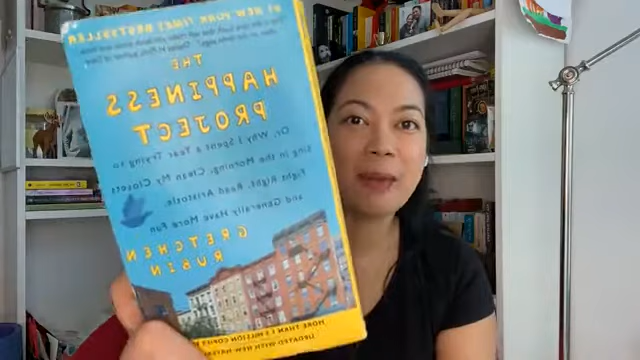 #1 NEW YORK TIMES BESTSELLER
THE
HAPPINESS
PROJECT
Or, Why I Spent a Year Trying to
Sing in the Morning, Clean My Closets,
Fight Right, Read Aristotle,
and Generally Have More Fun
GRETCHEN
RUBIN
MORE THAN
MILLION COPIES
UPDATED WITH NEW MATERIAL